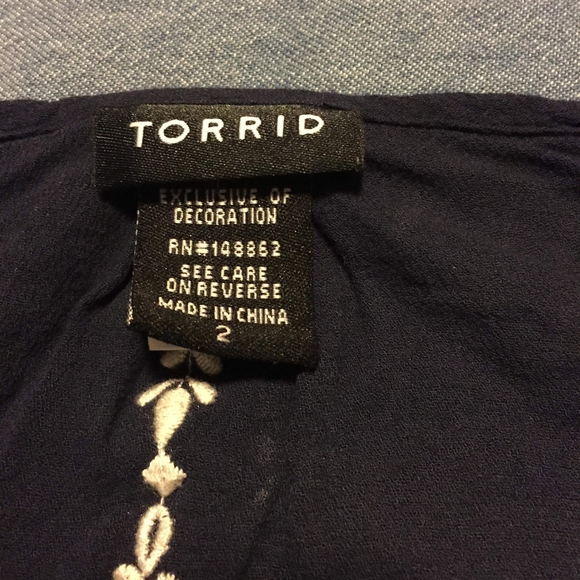 TORRID
EXCLUSIVE OF
DECORATION
RN#148862
SEE CARE
ON REVERSE
MADE IN CHINA
2